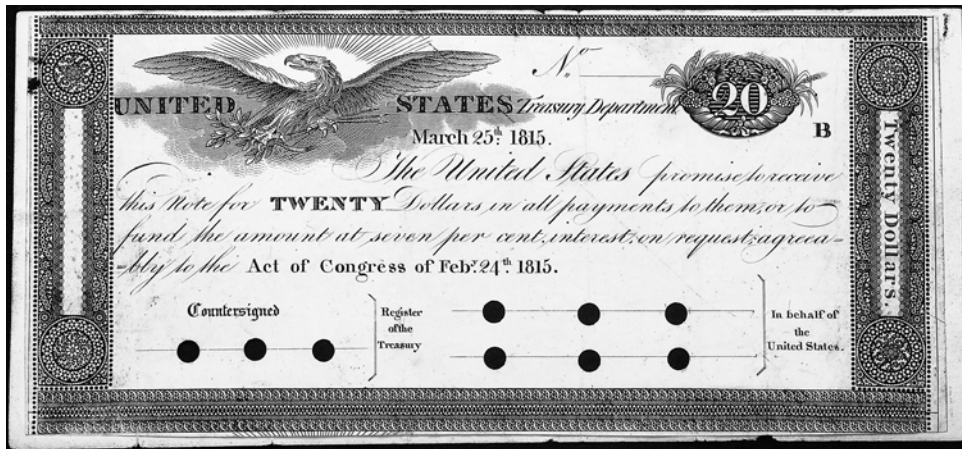 No.
20
UNITED STATES Treasury Department
B
March 25th. 1815.
The United States promise to receive
this Note for TWENTY Dollars in all payments to them, or to
fund the amount at seven per cent. interest, on request, agreea-
-bly to the Act of Congress of Feby. 24th. 1815.
Countersigned
Register
of the
Treasury
In behalf of
the
United States.
Twenty Dollars.